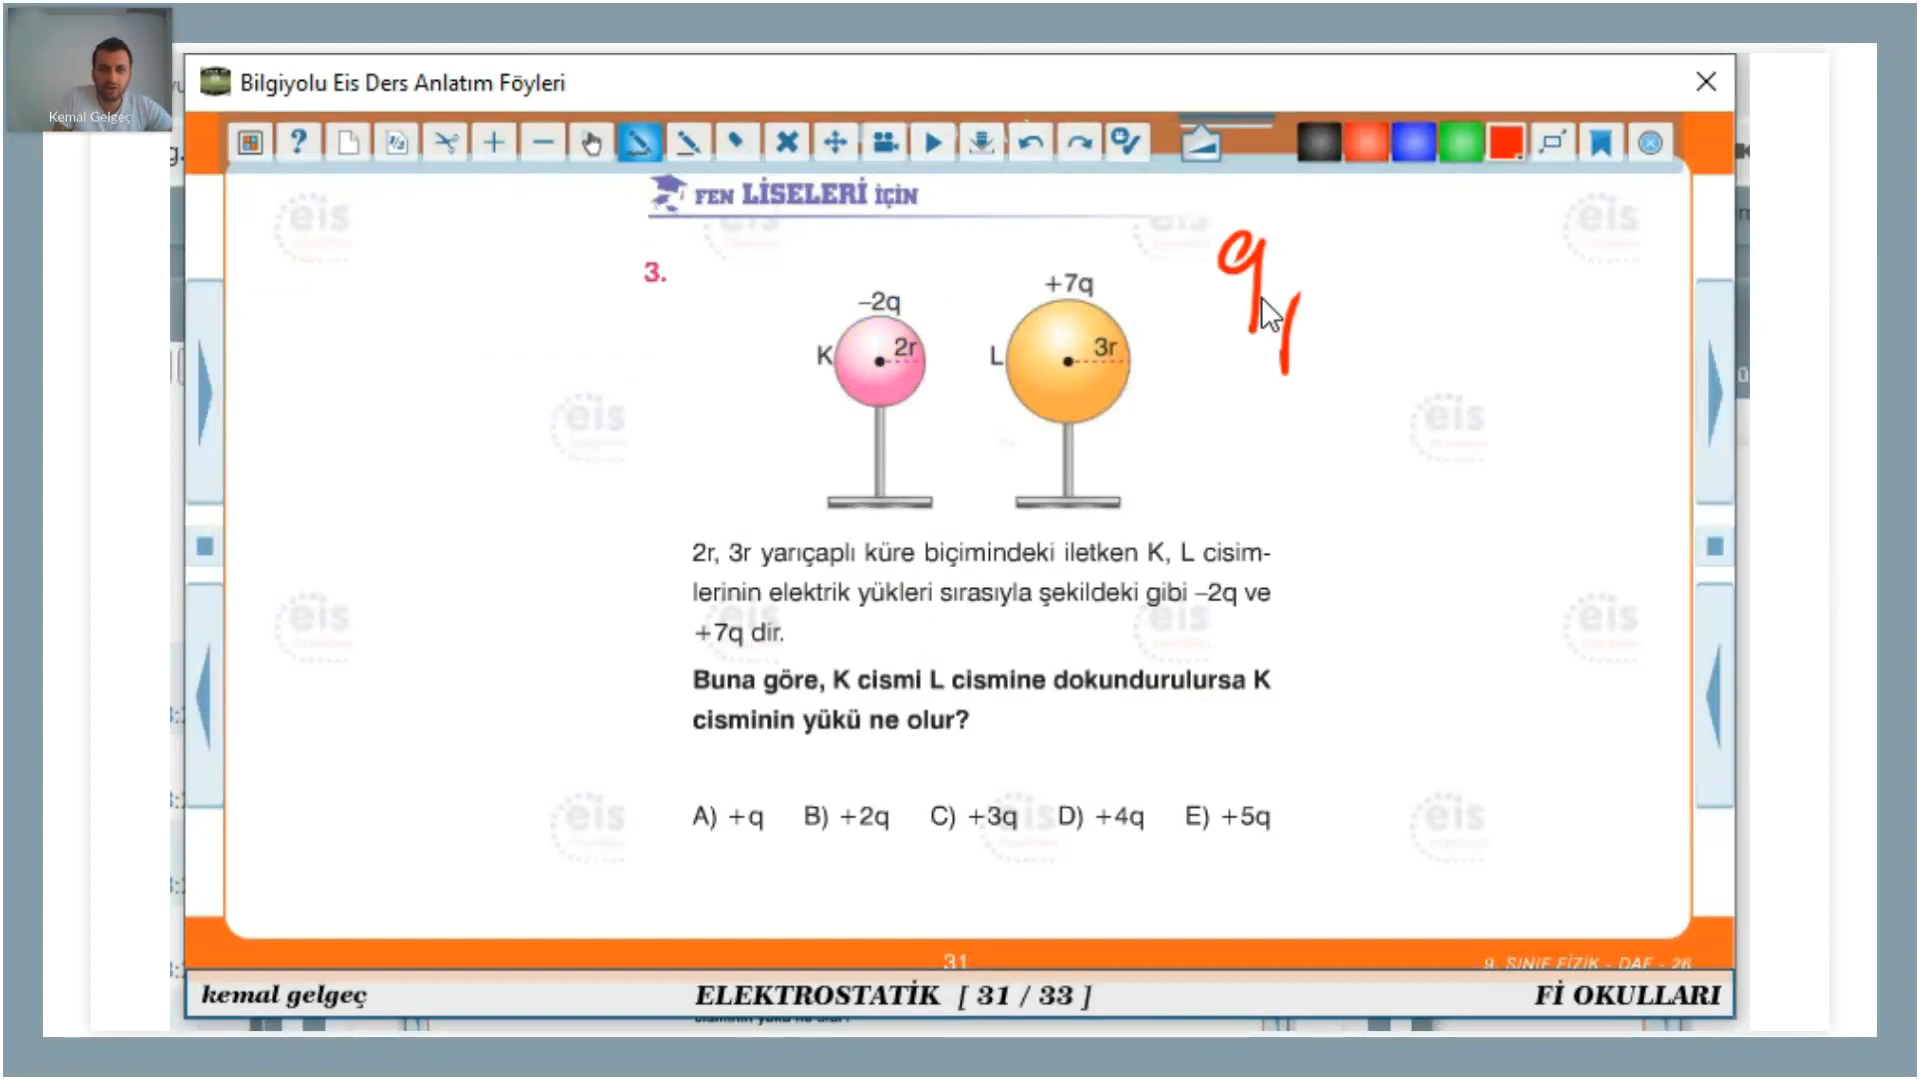 Kemal Gelgeç
Bilgiyolu Eis Ders Anlatım Föyleri
FEN LİSELERİ İÇİN
3.
–2q
+7q
q
K
2r
L
3r
2r, 3r yarıçaplı küre biçimindeki iletken K, L cisim-
lerinin elektrik yükleri sırasıyla şekildeki gibi –2q ve
+7q dir.
Buna göre, K cismi L cismine dokundurulursa K
cisminin yükü ne olur?
A) +q B) +2q C) +3q D) +4q E) +5q
eis
31
9. SINIF FİZİK - DAF - 26
kemal gelgeç ELEKTROSTATİK [ 31 / 33 ] Fİ OKULLARI